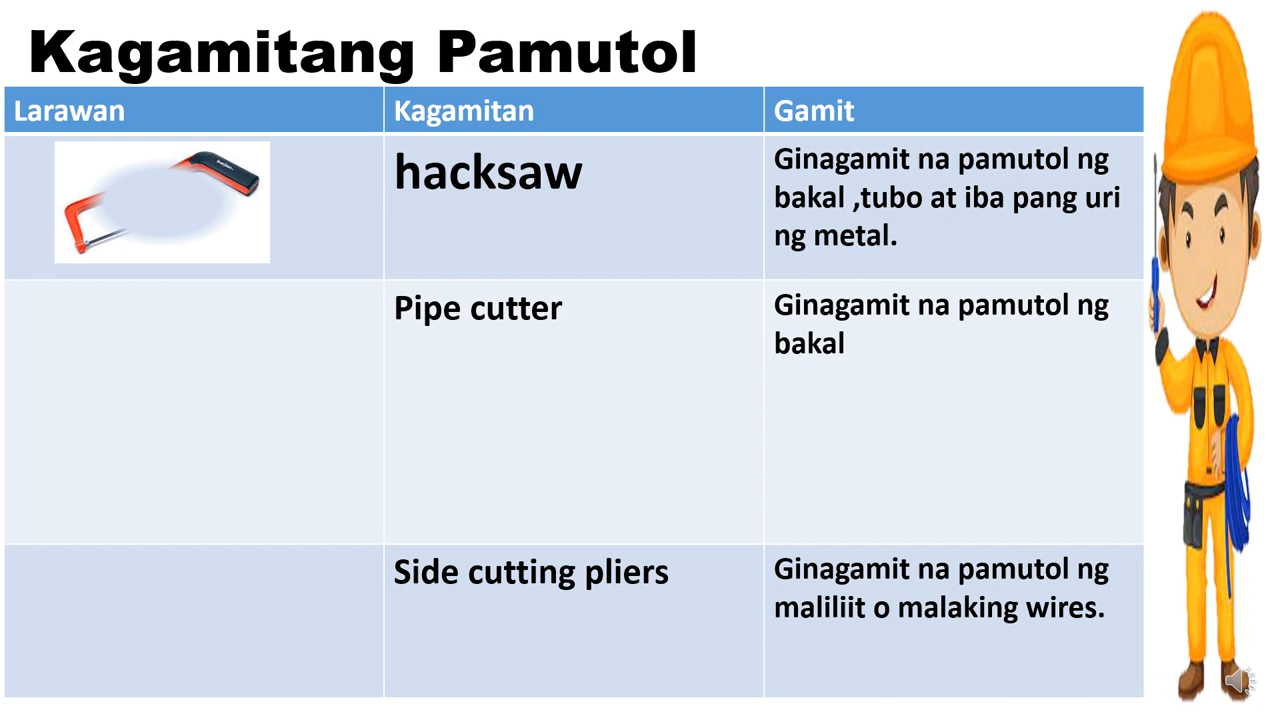 Kagamitang Pamutol
Larawan
Kagamitan
Gamit
hacksaw
Ginagamit na pamutol ng
bakal ,tubo at iba pang uri
ng metal.
Pipe cutter
Ginagamit na pamutol ng
bakal
Side cutting pliers
Ginagamit na pamutol ng
maliliit o malaking wires.